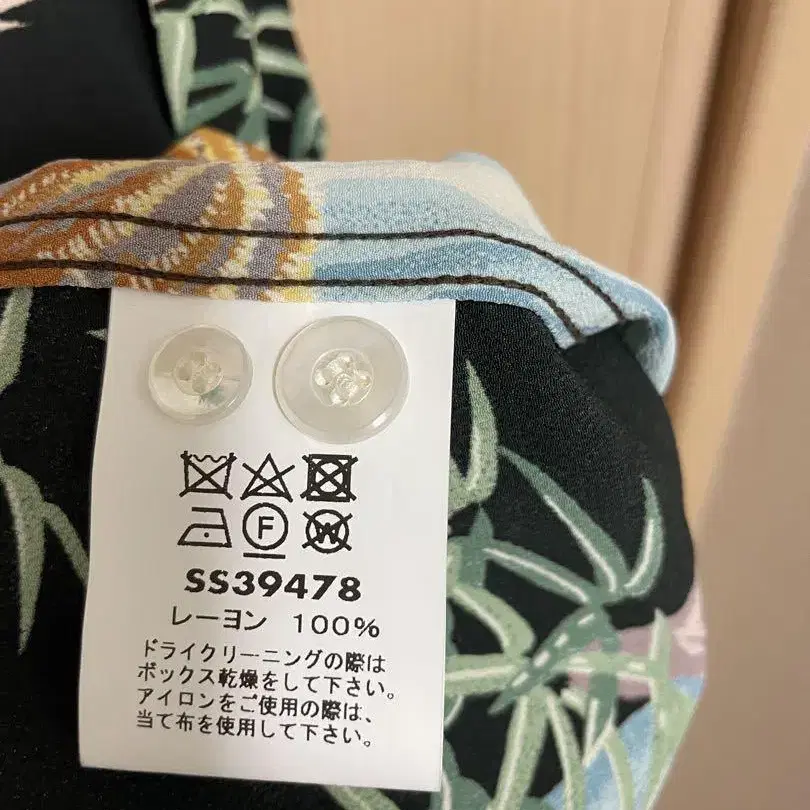 F W
SS39478
レーヨン 100%
ドライクリーニングの際は
ボックス乾燥をして下さい。
アイロンをご使用の際は、
当て布を使用して下さい。